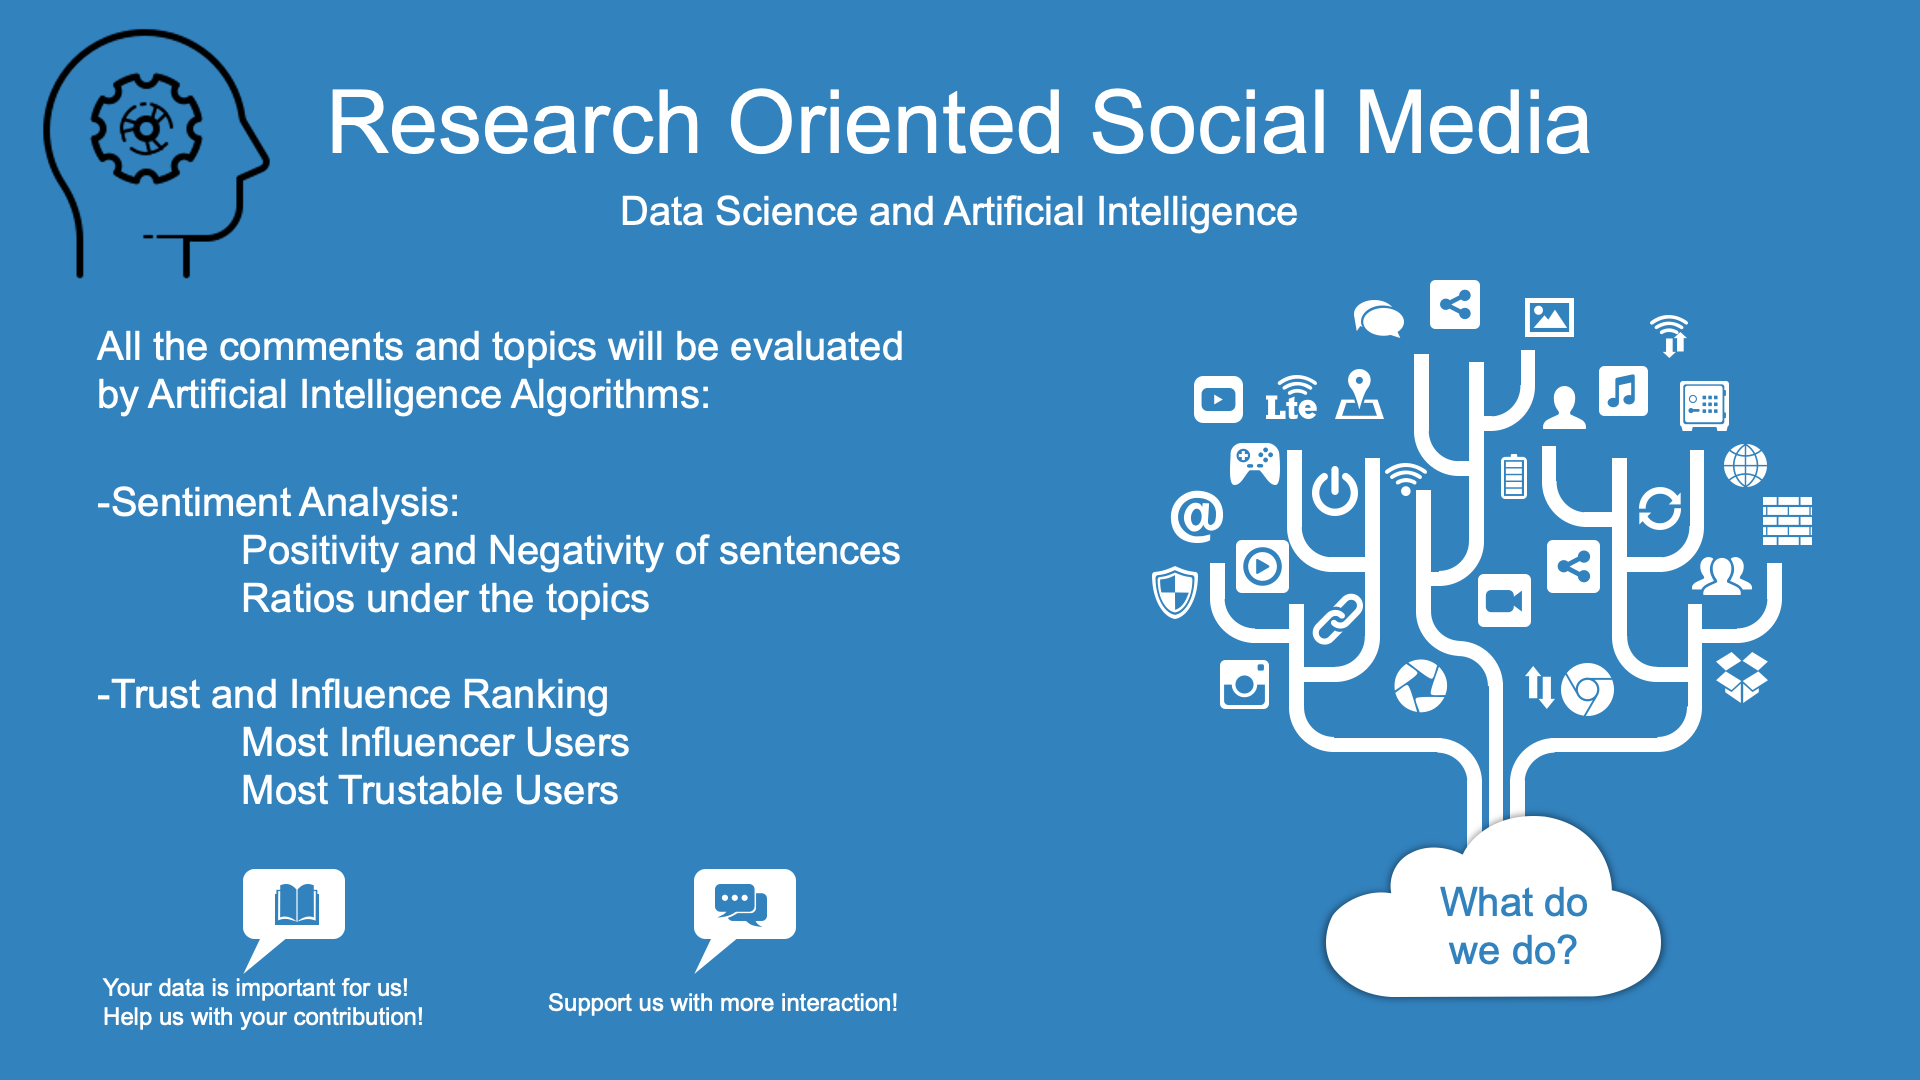 Research Oriented Social Media
Data Science and Artificial Intelligence
All the comments and topics will be evaluated
by Artificial Intelligence Algorithms:
-Sentiment Analysis:
Positivity and Negativity of sentences
Ratios under the topics
-Trust and Influence Ranking
Most Influencer Users
Most Trustable Users
Your data is important for us!
Help us with your contribution!
Support us with more interaction!
Lte
@
What do
we do?